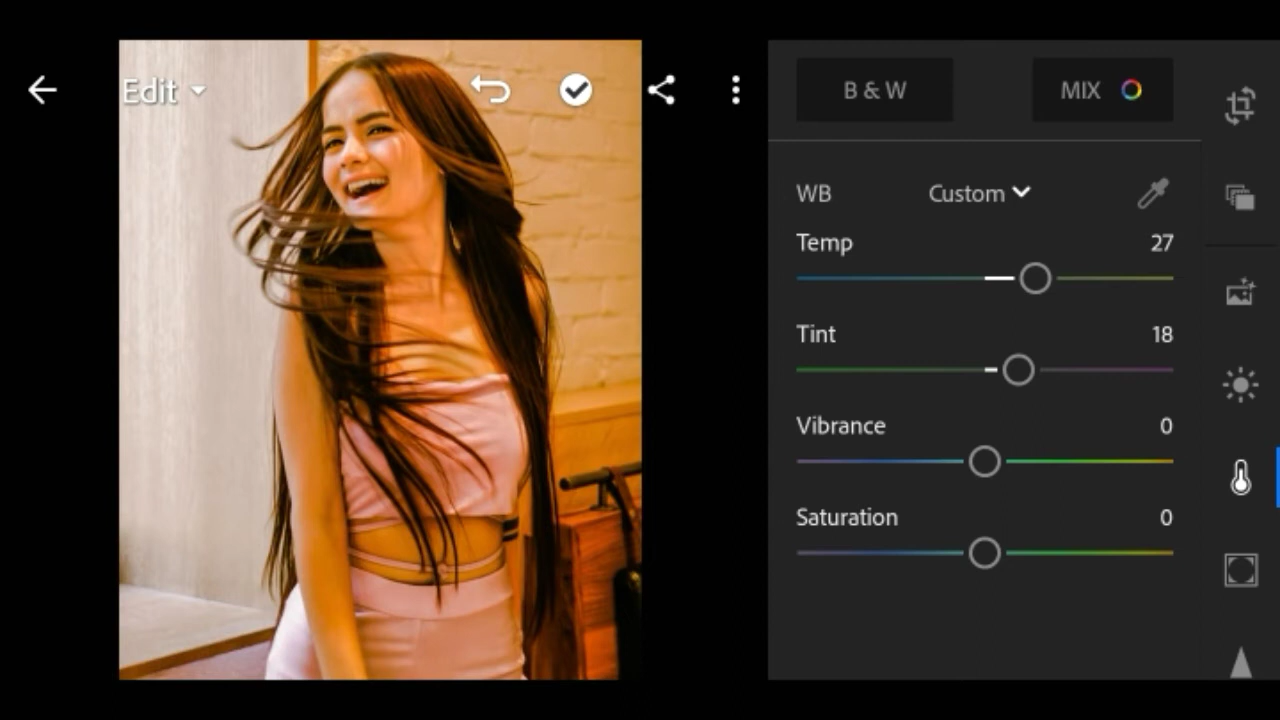 Edit
B & W
MIX
WB Custom
Temp 27
Tint 18
Vibrance 0
Saturation 0